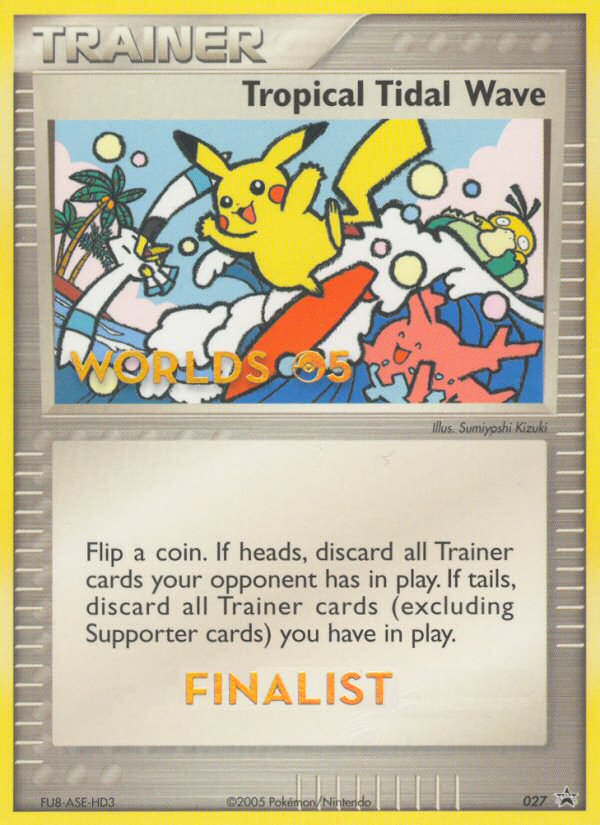 TRAINER
Tropical Tidal Wave
WORLDS 05
Illus. Sumiyoshi Kizuki
Flip a coin. If heads, discard all Trainer
cards your opponent has in play. If tails,
discard all Trainer cards (excluding
Supporter cards) you have in play.
FINALIST
FU8-ASE-HD3
©2005 Pokémon/Nintendo
027